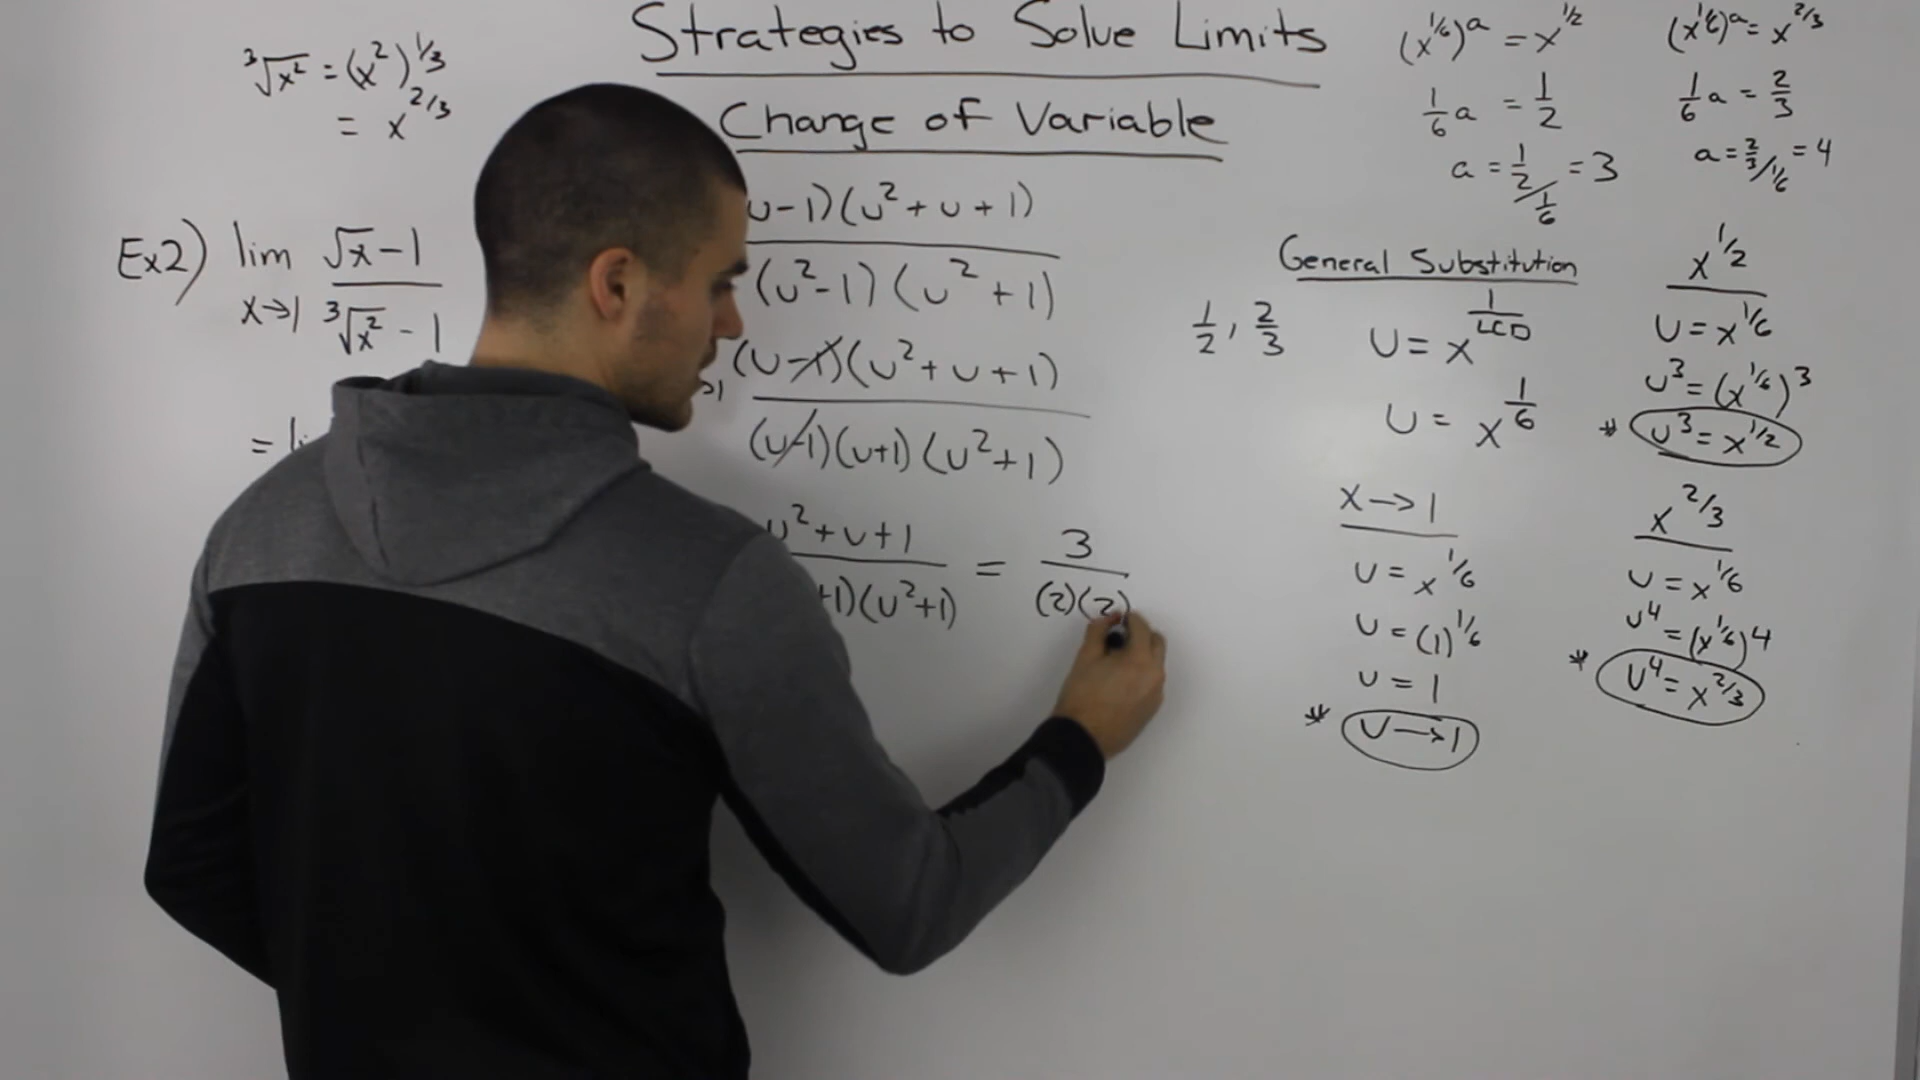 Strategies to Solve Limits
Change of Variable
∛x² = (x²)^1/3
= x^2/3
Ex2) lim x→1 (√x - 1)/(∛x² - 1)
= li
u-1)(u² + u + 1)
(u²-1)(u² + 1)
→1 (u-1)(u² + u + 1)
(u-1)(u+1)(u²+1)
u² + u + 1
+1)(u²+1)
= 3/(2)(2)
(x^1/6)^a = x^1/2
1/6 a = 1/2
a = 1/2 / 1/6 = 3
(x^1/6)^a = x^2/3
1/6 a = 2/3
a = 2/3 / 1/6 = 4
General Substitution
1/2, 2/3
U = x^1/LCD
U = x^1/6
x → 1
u = x^1/6
u = (1)^1/6
u = 1
* U → 1
x^1/2
U = x^1/6
u³ = (x^1/6)³
* u³ = x^1/2
x^2/3
u = x^1/6
u⁴ = (x^1/6)⁴
* U⁴ = x^2/3